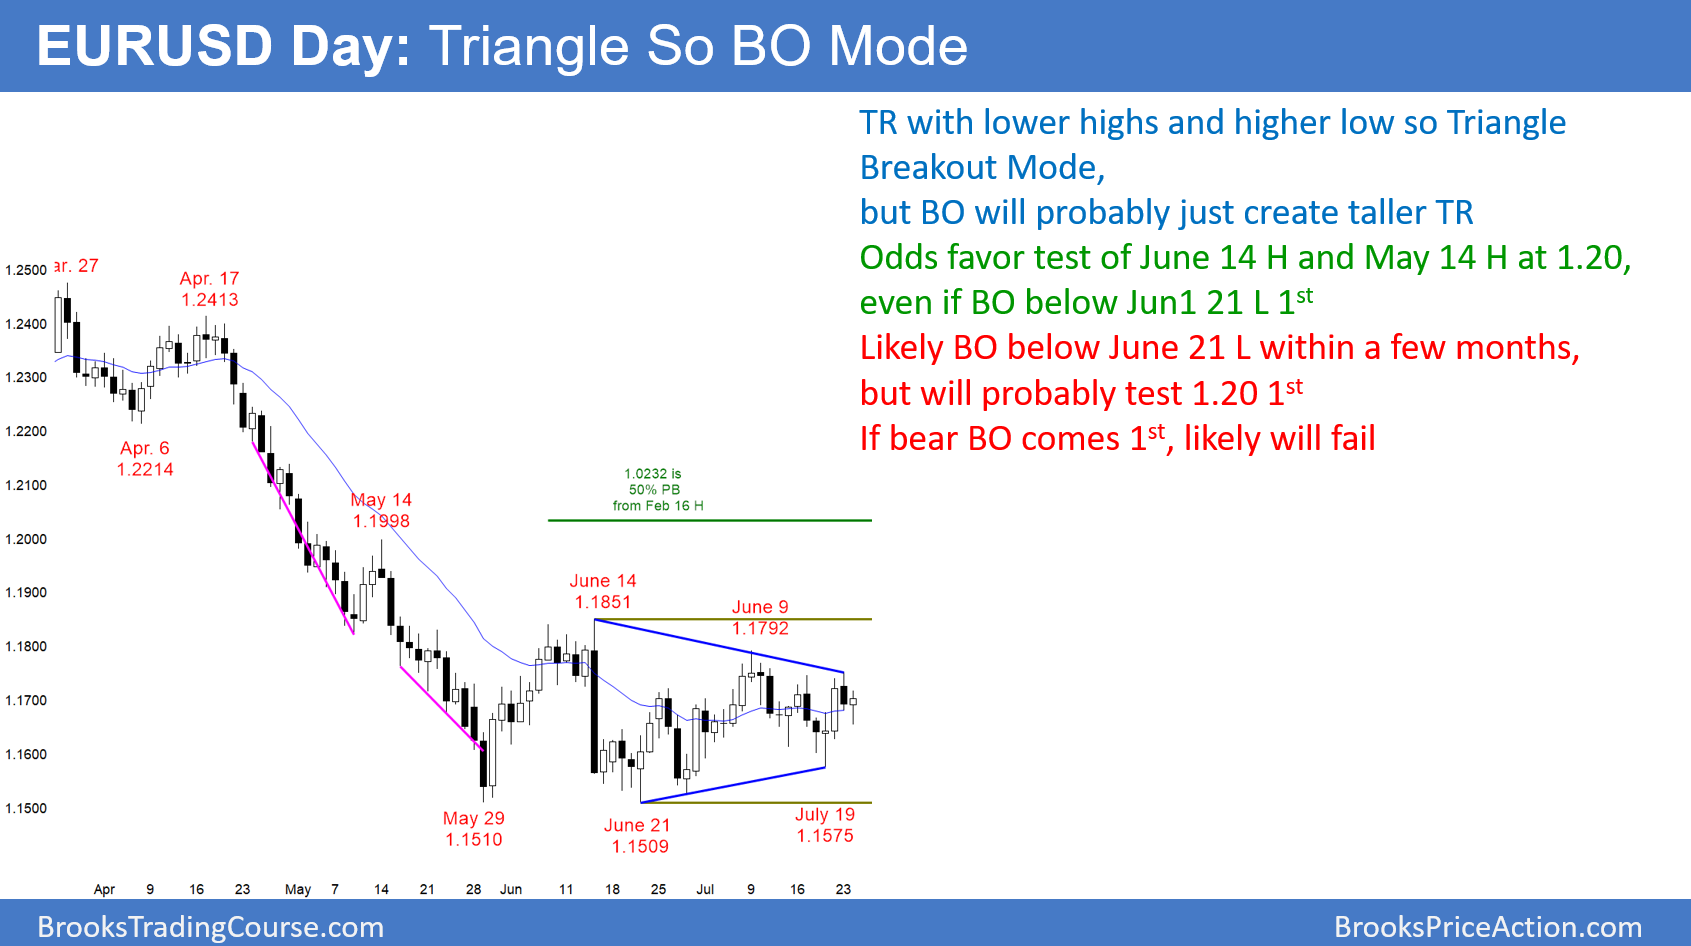 EURUSD Day: Triangle So BO Mode
TR with lower highs and higher low so Triangle
Breakout Mode,
but BO will probably just create taller TR
Odds favor test of June 14 H and May 14 H at 1.20,
even if BO below Jun1 21 L 1st
Likely BO below June 21 L within a few months,
but will probably test 1.20 1st
If bear BO comes 1st, likely will fail
1.2500
1.2400
1.2300
1.2200
1.2100
1.2000
1.1900
1.1800
1.1700
1.1600
1.1500
ar. 27
Apr. 17
1.2413
Apr. 6
1.2214
May 14
1.1998
1.0232 is
50% PB
from Feb 16 H
June 14
1.1851
June 9
1.1792
May 29
1.1510
June 21
1.1509
July 19
1.1575
Apr 9 16 23 May 7 14 21 28 Jun 11 18 25 Jul 9 16 23
BrooksTradingCourse.com
BrooksPriceAction.com